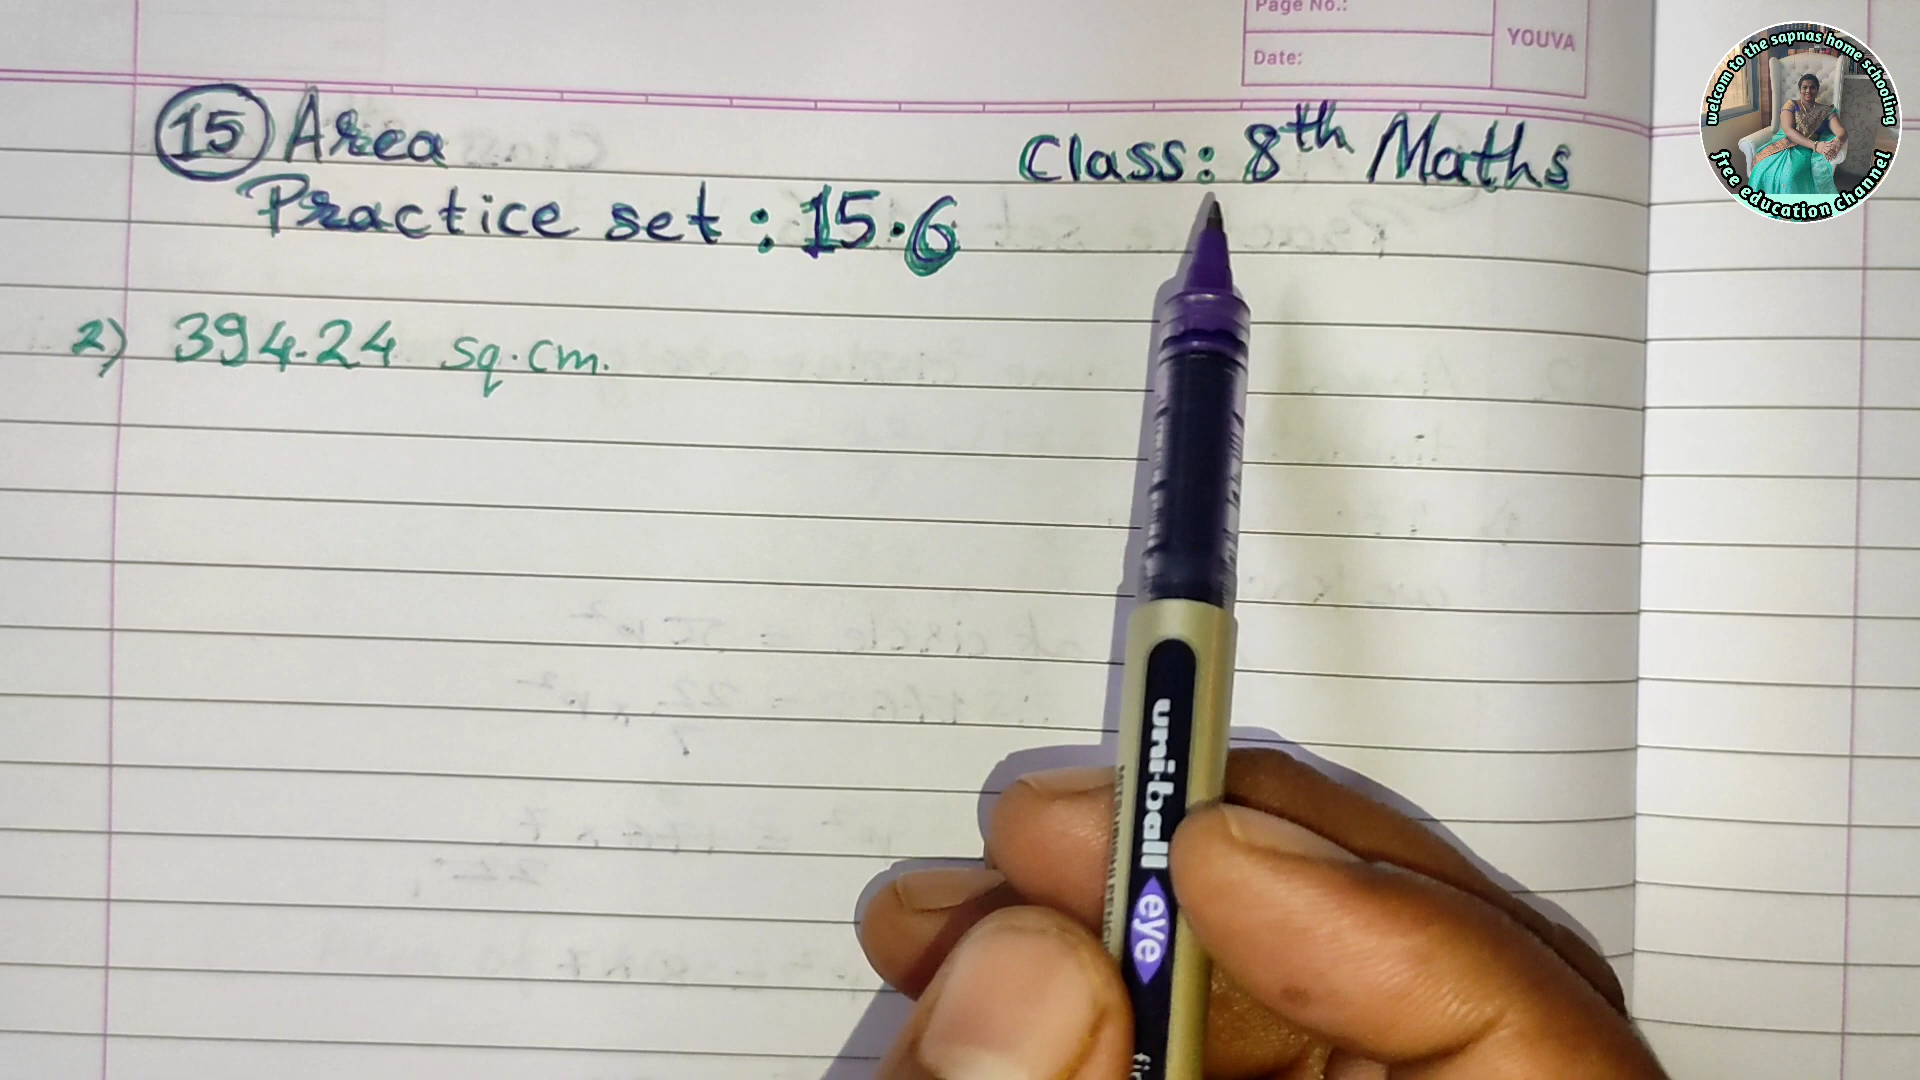 Page No.:
Date:
YOUVA
welcom to the sapnas home schooling
free education channel
15 Area
Class: 8th Maths
Practice set : 15.6
2) 394.24 sq.cm.
uni-ball eye